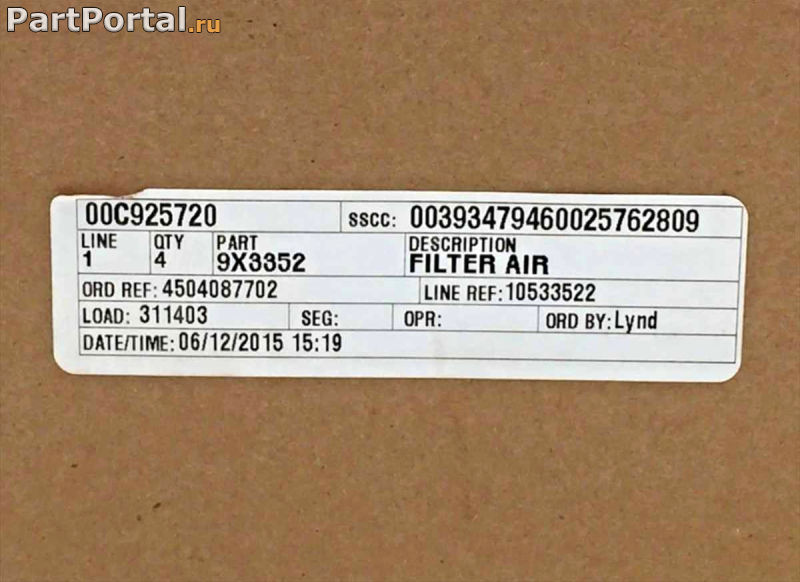 PartPortal.ru
00C925720 SSCC: 00393479460025762809
LINE QTY PART DESCRIPTION
1 4 9X3352 FILTER AIR
ORD REF: 4504087702 LINE REF: 10533522
LOAD: 311403 SEG: OPR: ORD BY: Lynd
DATE/TIME: 06/12/2015 15:19